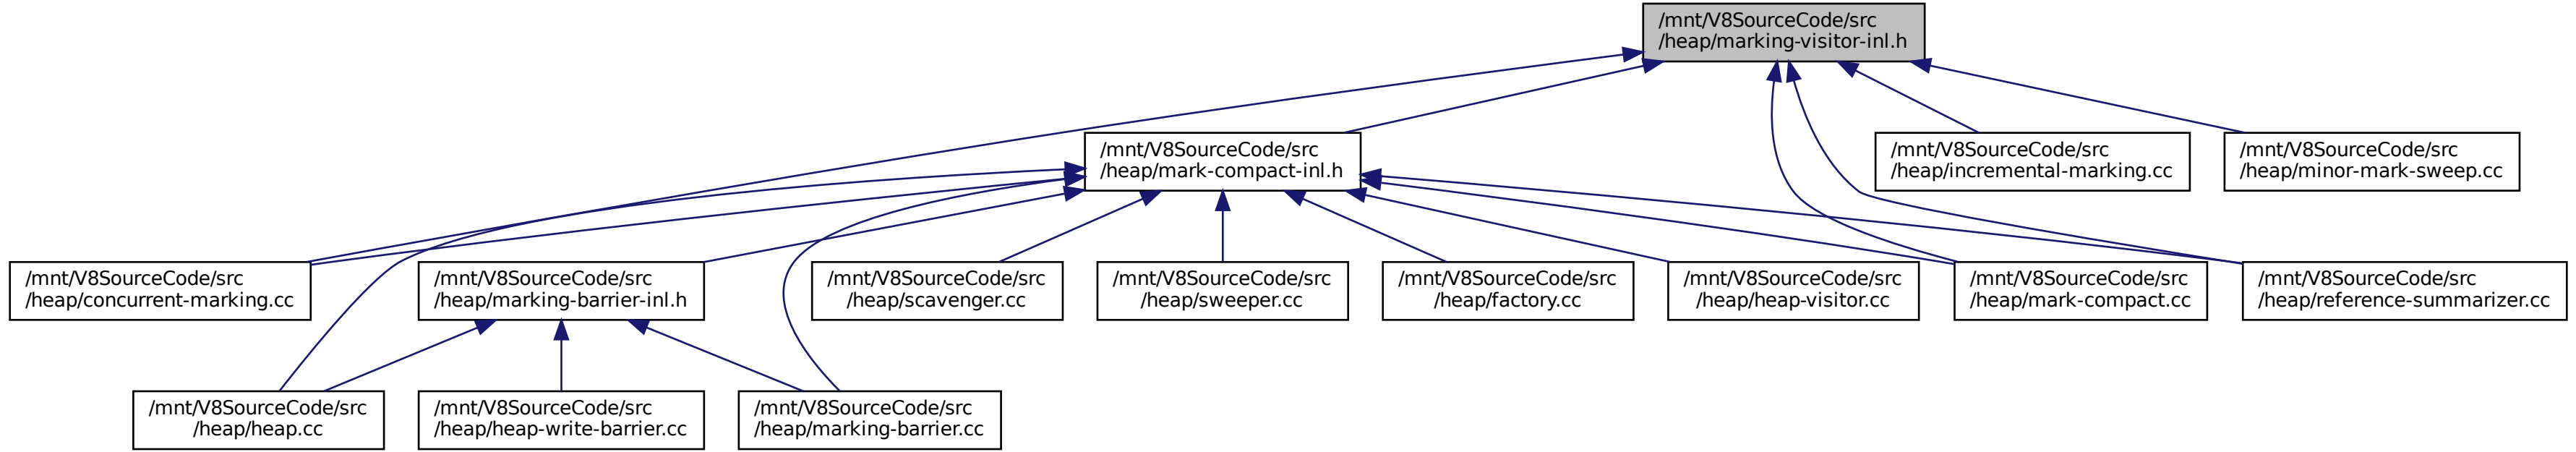 /mnt/V8SourceCode/src
/heap/marking-visitor-inl.h
/mnt/V8SourceCode/src
/heap/mark-compact-inl.h
/mnt/V8SourceCode/src
/heap/incremental-marking.cc
/mnt/V8SourceCode/src
/heap/minor-mark-sweep.cc
/mnt/V8SourceCode/src
/heap/concurrent-marking.cc
/mnt/V8SourceCode/src
/heap/marking-barrier-inl.h
/mnt/V8SourceCode/src
/heap/scavenger.cc
/mnt/V8SourceCode/src
/heap/sweeper.cc
/mnt/V8SourceCode/src
/heap/factory.cc
/mnt/V8SourceCode/src
/heap/heap-visitor.cc
/mnt/V8SourceCode/src
/heap/mark-compact.cc
/mnt/V8SourceCode/src
/heap/reference-summarizer.cc
/mnt/V8SourceCode/src
/heap/heap.cc
/mnt/V8SourceCode/src
/heap/heap-write-barrier.cc
/mnt/V8SourceCode/src
/heap/marking-barrier.cc